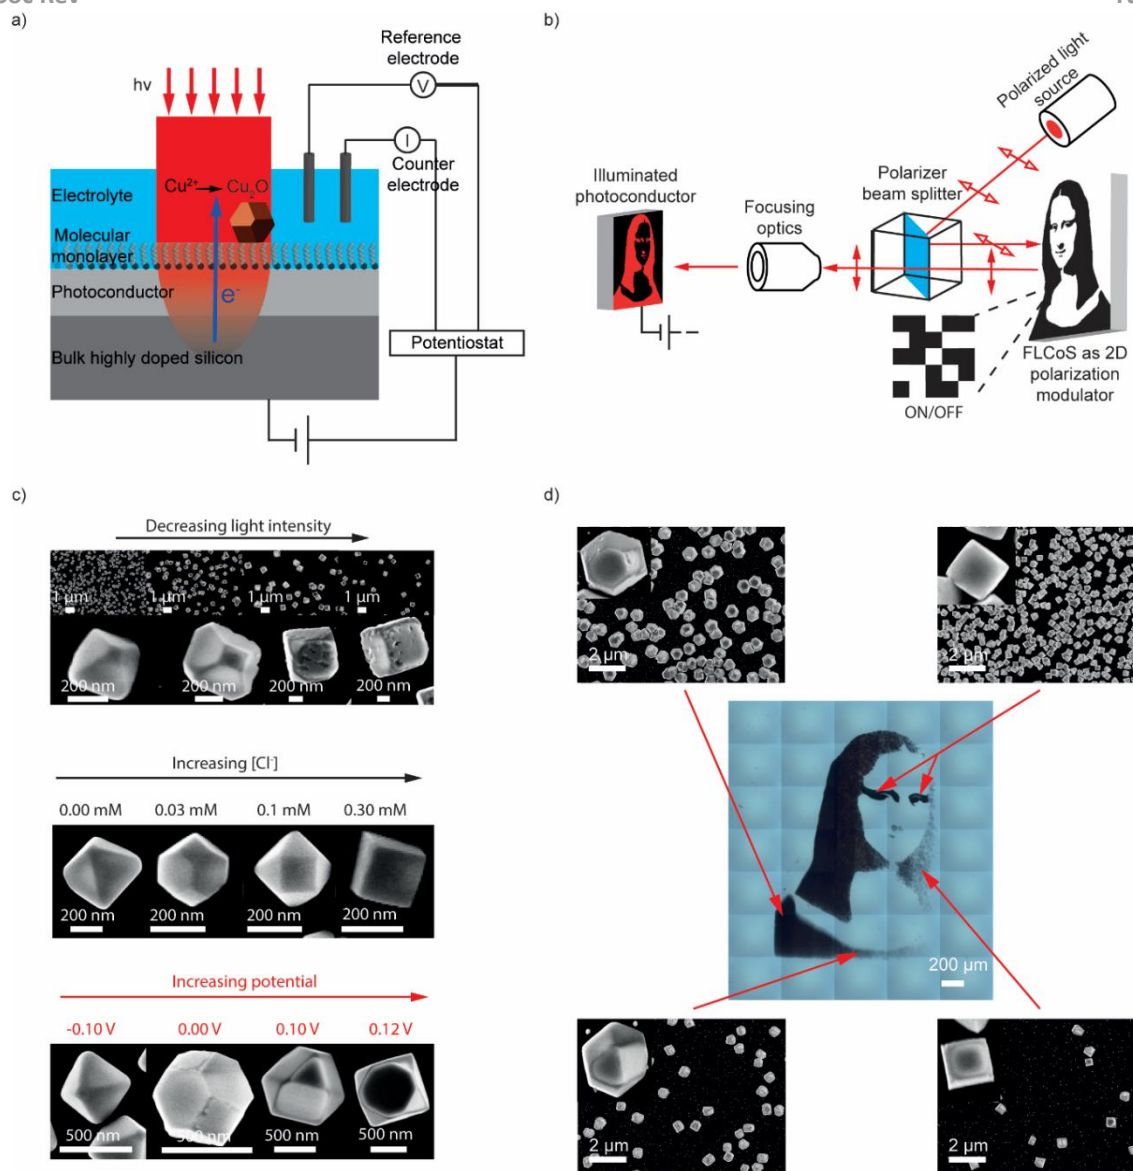 a)
Reference
electrode
hν
V
I
Counter
electrode
Electrolyte
Cu²⁺
Cu₂O
Molecular
monolayer
Photoconductor
e⁻
Bulk highly doped silicon
Potentiostat
b)
Polarized light
source
Illuminated
photoconductor
Focusing
optics
Polarizer
beam splitter
ON/OFF
FLCoS as 2D
polarization
modulator
c)
Decreasing light intensity
1 µm 1 µm 1 µm 1 µm
200 nm 200 nm 200 nm 200 nm
Increasing [Cl⁻]
0.00 mM 0.03 mM 0.1 mM 0.30 mM
200 nm 200 nm 200 nm 200 nm
Increasing potential
-0.10 V 0.00 V 0.10 V 0.12 V
500 nm 500 nm 500 nm 500 nm
d)
2 µm
2 µm
200 µm
2 µm
2 µm